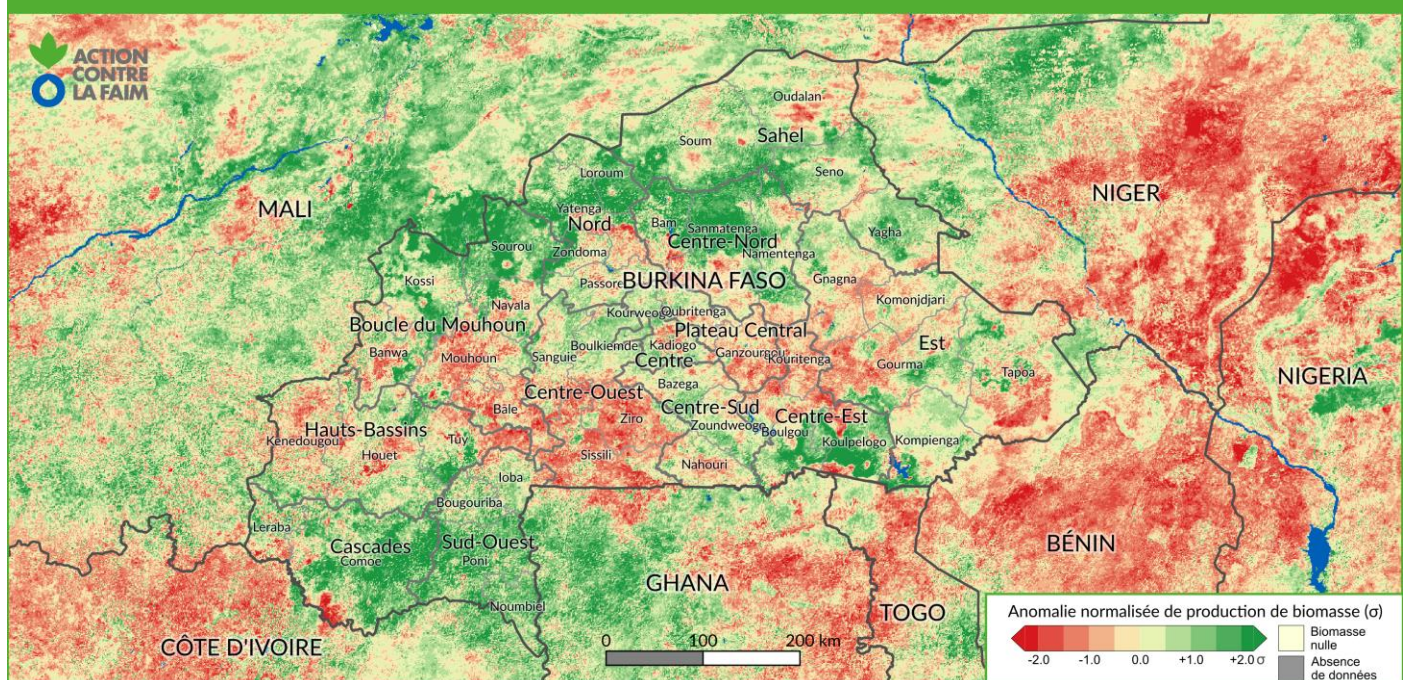 ACTION
CONTRE
LA FAIM
Oudalan
Soum
Sahel
Loroum
Seno
MALI
NIGER
Yatenga
Nord
Bam
Sanmatenga
Centre-Nord
Yagha
Sourou
Zondoma
Namentenga
Kossi
Passore
BURKINA FASO
Gnagna
Komonjdjari
Nayala
Kourweogo
Oubritenga
Boucle du Mouhoun
Plateau Central
Est
Banwa
Mouhoun
Sanguie
Boulkiemde
Kadiogo
Centre
Ganzourgou
Kouritenga
Gourma
Tapoa
NIGERIA
Bazega
Centre-Ouest
Bale
Ziro
Centre-Sud
Centre-Est
Zoundweogo
Boulgou
Koulpelogo
Kompienga
Hauts-Bassins
Kenedougou
Tuy
Houet
Sissili
Nahouri
Ioba
Bougouriba
Leraba
Cascades
Comoe
Sud-Ouest
Poni
BÉNIN
GHANA
TOGO
Noumbiel
CÔTE D'IVOIRE
0 100 200 km
Anomalie normalisée de production de biomasse (σ)
-2.0 -1.0 0.0 +1.0 +2.0 σ
Biomasse
nulle
Absence
de données